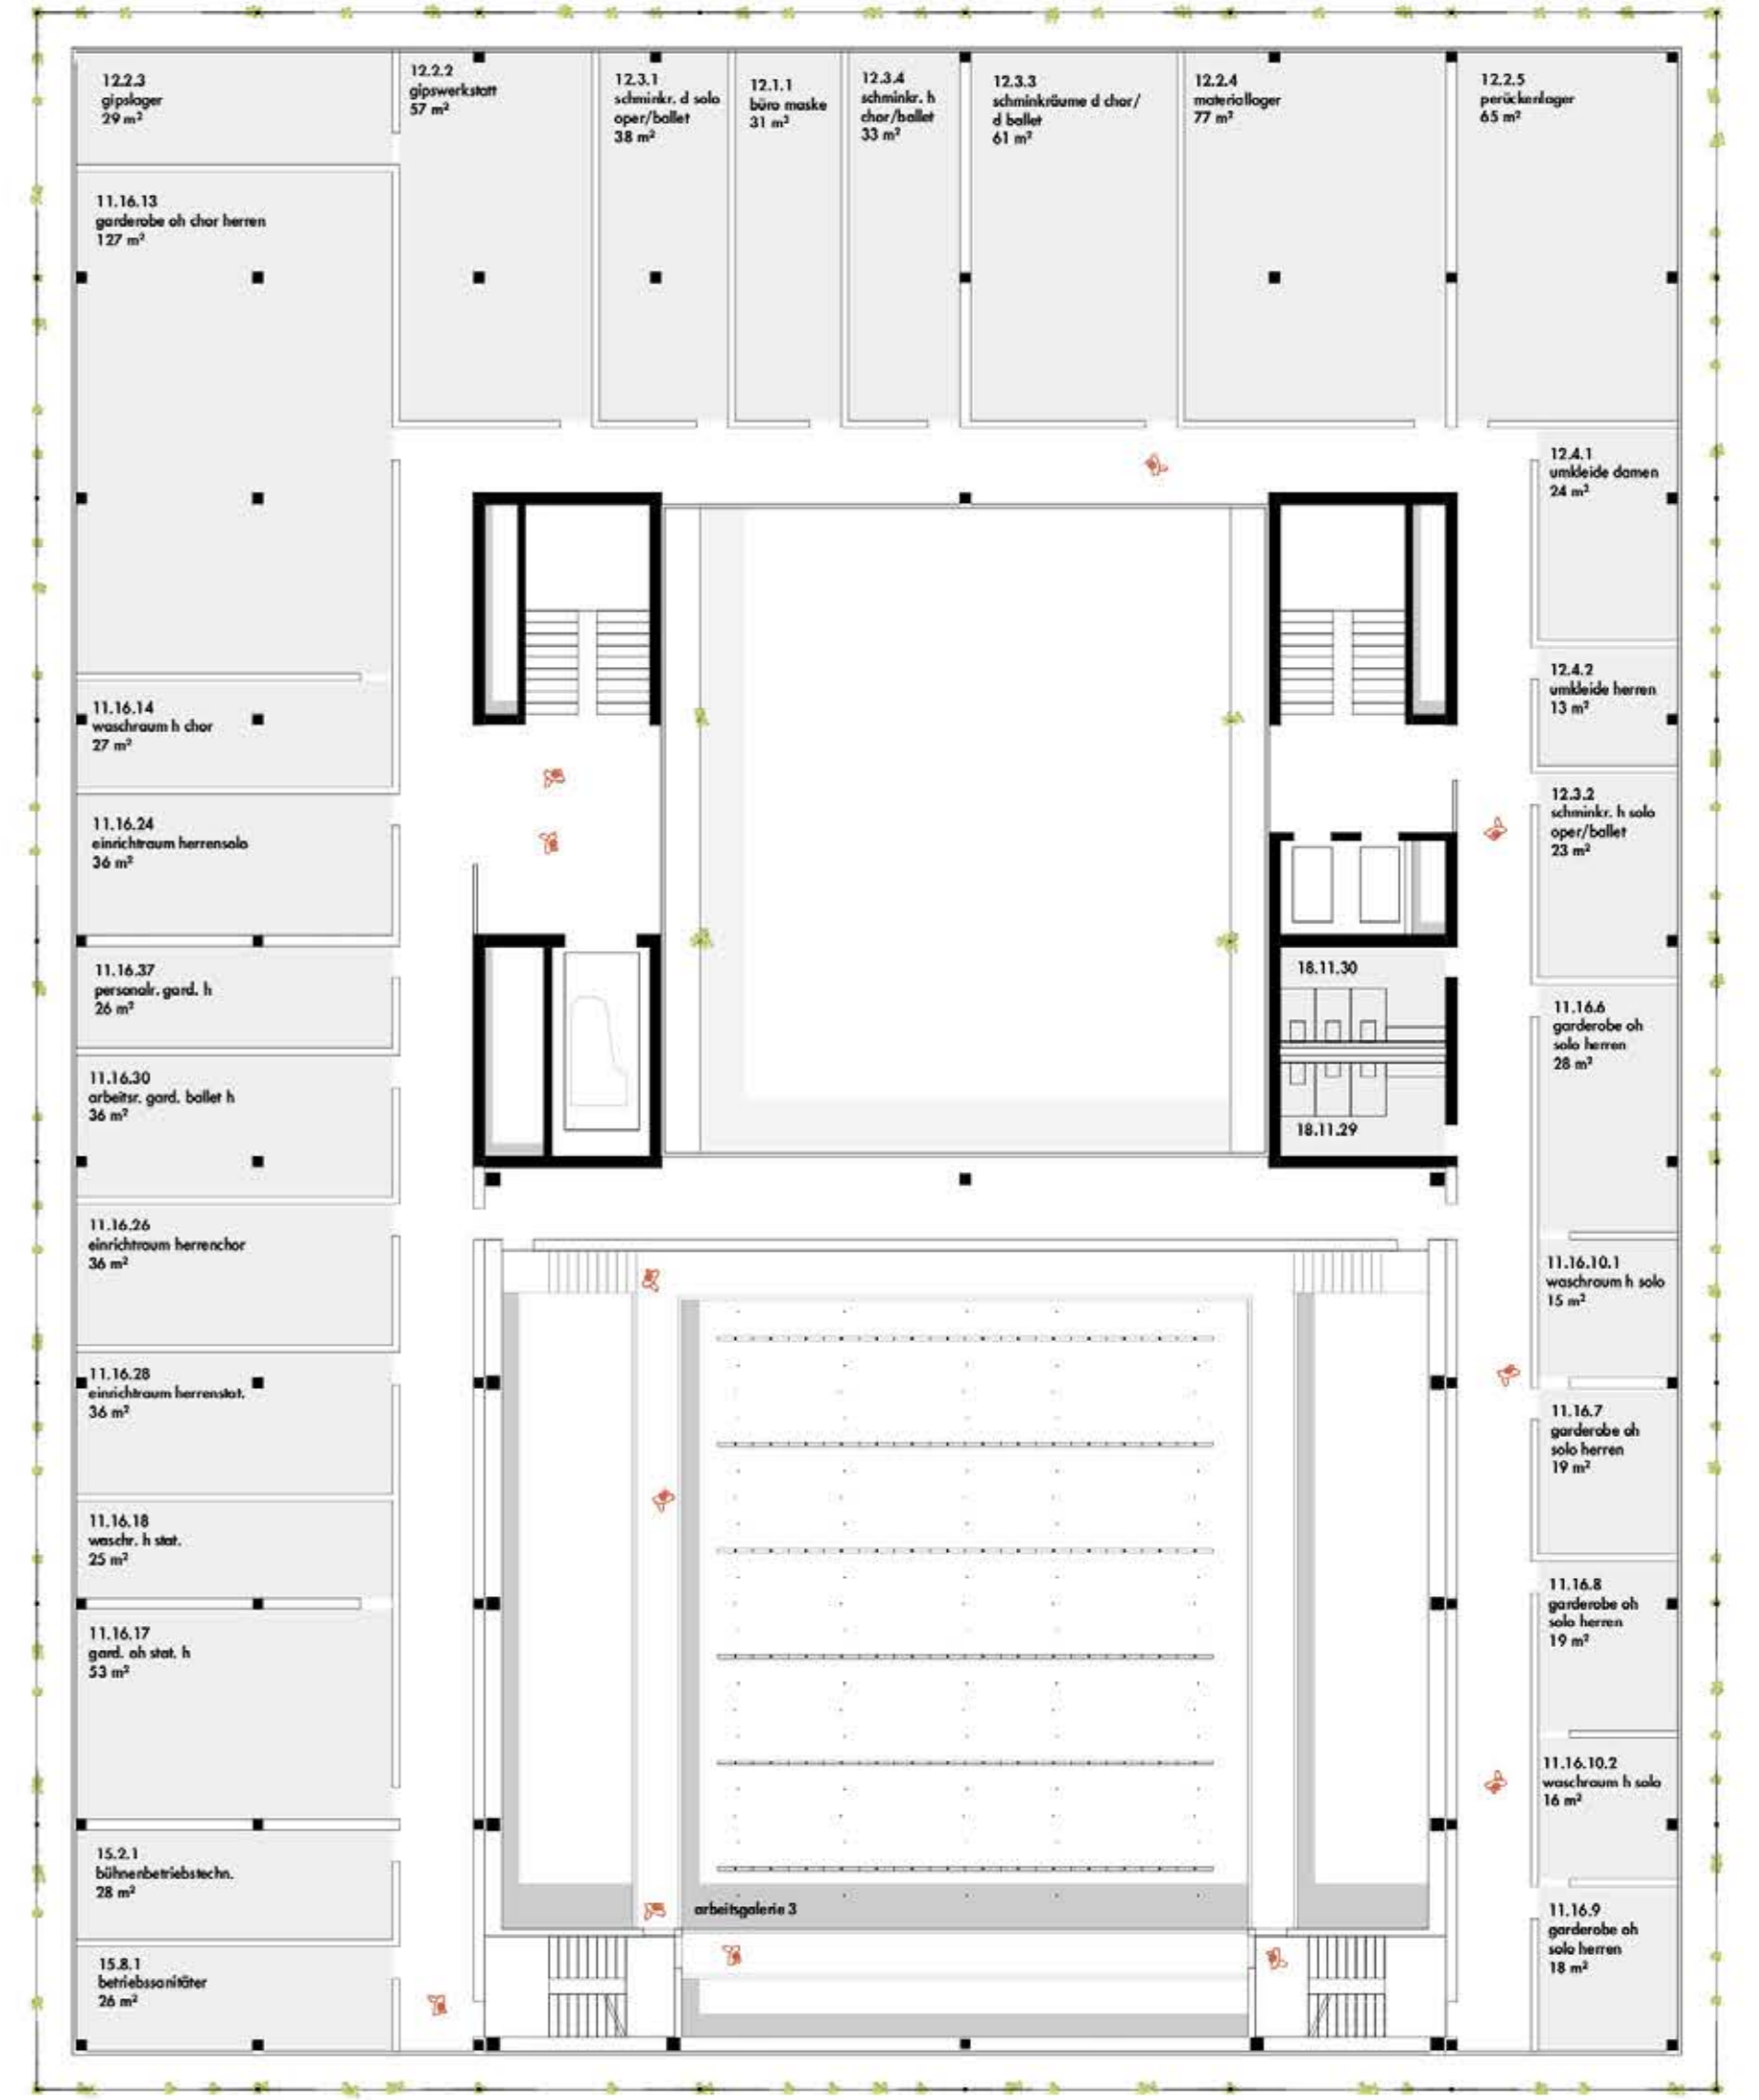 12.2.3
gipslager
29 m²
12.2.2
gipswerkstatt
57 m²
12.3.1
schminkr. d solo
oper/ballet
38 m²
12.1.1
büro maske
31 m²
12.3.4
schminkr. h
chor/ballet
33 m²
12.3.3
schminkräume d chor/
d ballet
61 m²
12.2.4
materiallager
77 m²
12.2.5
perückenlager
65 m²
11.16.13
garderobe oh chor herren
127 m²
11.16.14
waschraum h chor
27 m²
11.16.24
einrichtraum herrensolo
36 m²
11.16.37
personalr. gard. h
26 m²
11.16.30
arbeitsr. gard. ballet h
36 m²
11.16.26
einrichtraum herrenchor
36 m²
11.16.28
einrichtraum herrenstat.
36 m²
11.16.18
waschr. h stat.
25 m²
11.16.17
gard. oh stat. h
53 m²
15.2.1
bühnenbetriebstechn.
28 m²
15.8.1
betriebssanitäter
26 m²
18.11.30
18.11.29
arbeitsgalerie 3
12.4.1
umkleide damen
24 m²
12.4.2
umkleide herren
13 m²
12.3.2
schminkr. h solo
oper/ballet
23 m²
11.16.6
garderobe oh
solo herren
28 m²
11.16.10.1
waschraum h solo
15 m²
11.16.7
garderobe oh
solo herren
19 m²
11.16.8
garderobe oh
solo herren
19 m²
11.16.10.2
waschraum h solo
16 m²
11.16.9
garderobe oh
solo herren
18 m²